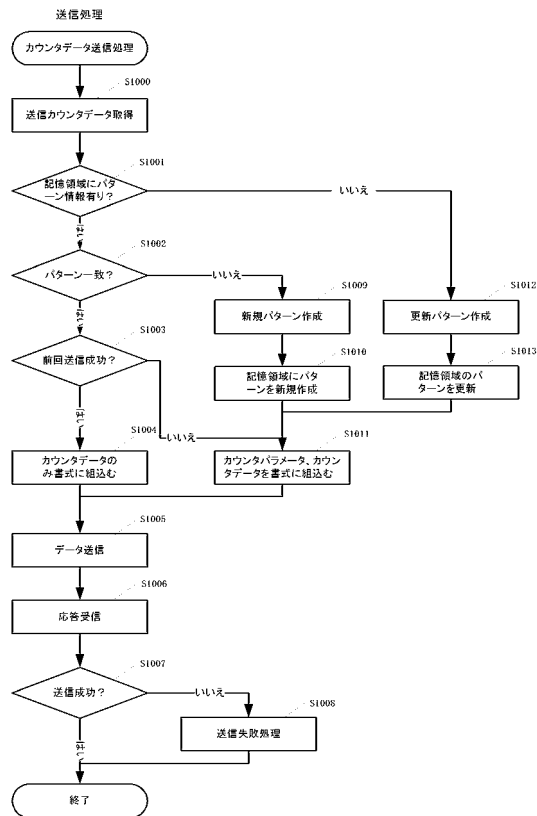 送信処理
カウンタデータ送信処理
S1000
送信カウンタデータ取得
S1001
記憶領域にパタ
ーン情報有り？
いいえ
はい
S1002
パターン一致？
いいえ
はい
S1009
新規パターン作成
S1012
更新パターン作成
S1003
前回送信成功？
いいえ
はい
S1010
記憶領域にパタ
ーンを新規作成
S1013
記憶領域のパ
ターンを更新
S1004
カウンタデータの
み書式に組込む
S1011
カウンタパラメータ、カウン
タデータを書式に組込む
S1005
データ送信
S1006
応答受信
S1007
送信成功？
いいえ
はい
S1008
送信失敗処理
終了